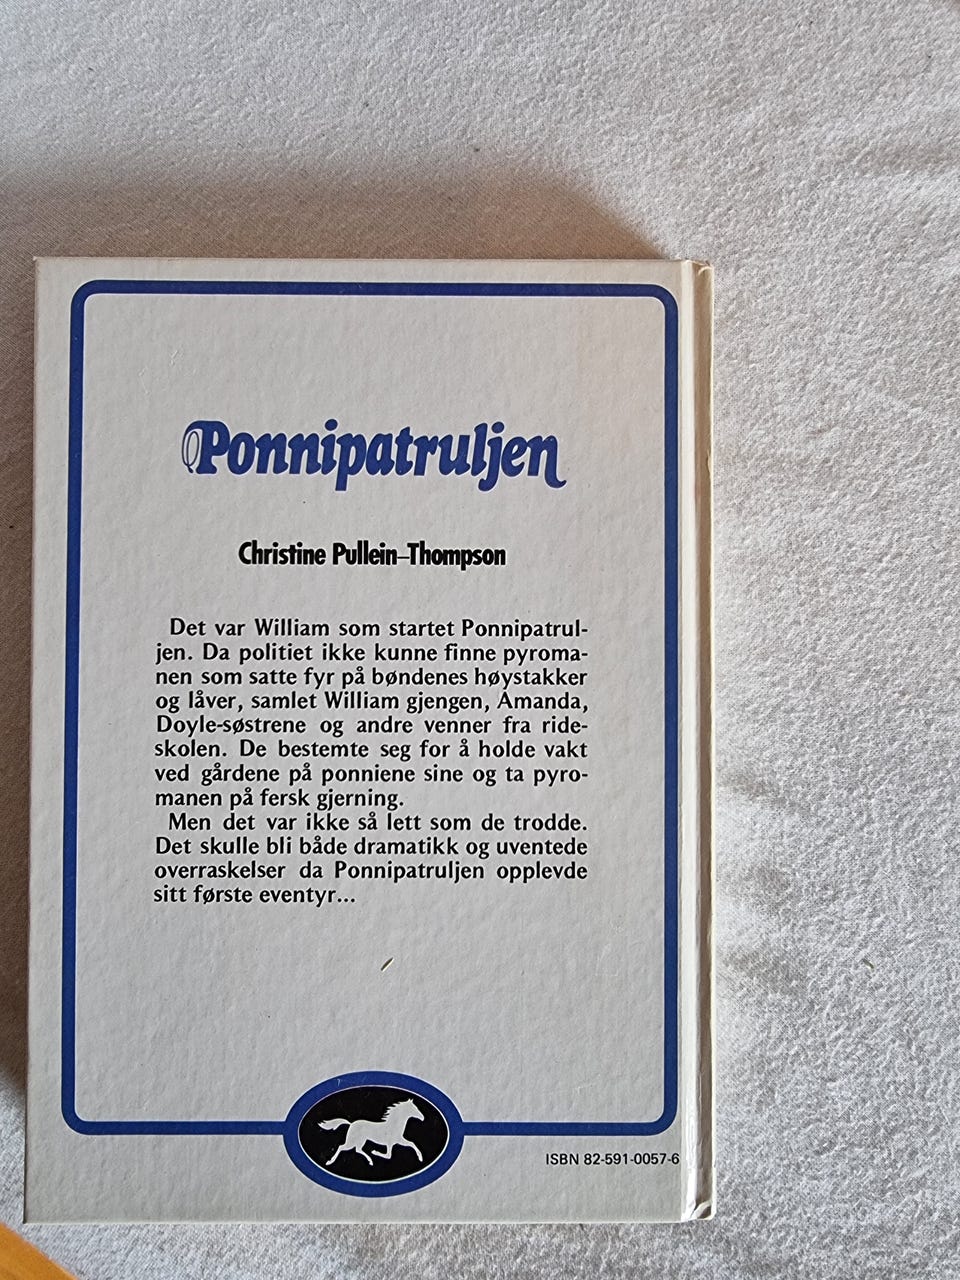 Ponnipatruljen
Christine Pullein-Thompson
Det var William som startet Ponnipatrul-
jen. Da politiet ikke kunne finne pyroma-
nen som satte fyr på bøndenes høystakker
og låver, samlet William gjengen, Amanda,
Doyle-søstrene og andre venner fra ride-
skolen. De bestemte seg for å holde vakt
ved gårdene på ponniene sine og ta pyro-
manen på fersk gjerning.
Men det var ikke så lett som de trodde.
Det skulle bli både dramatikk og uventede
overraskelser da Ponnipatruljen opplevde
sitt første eventyr...
ISBN 82-591-0057-6